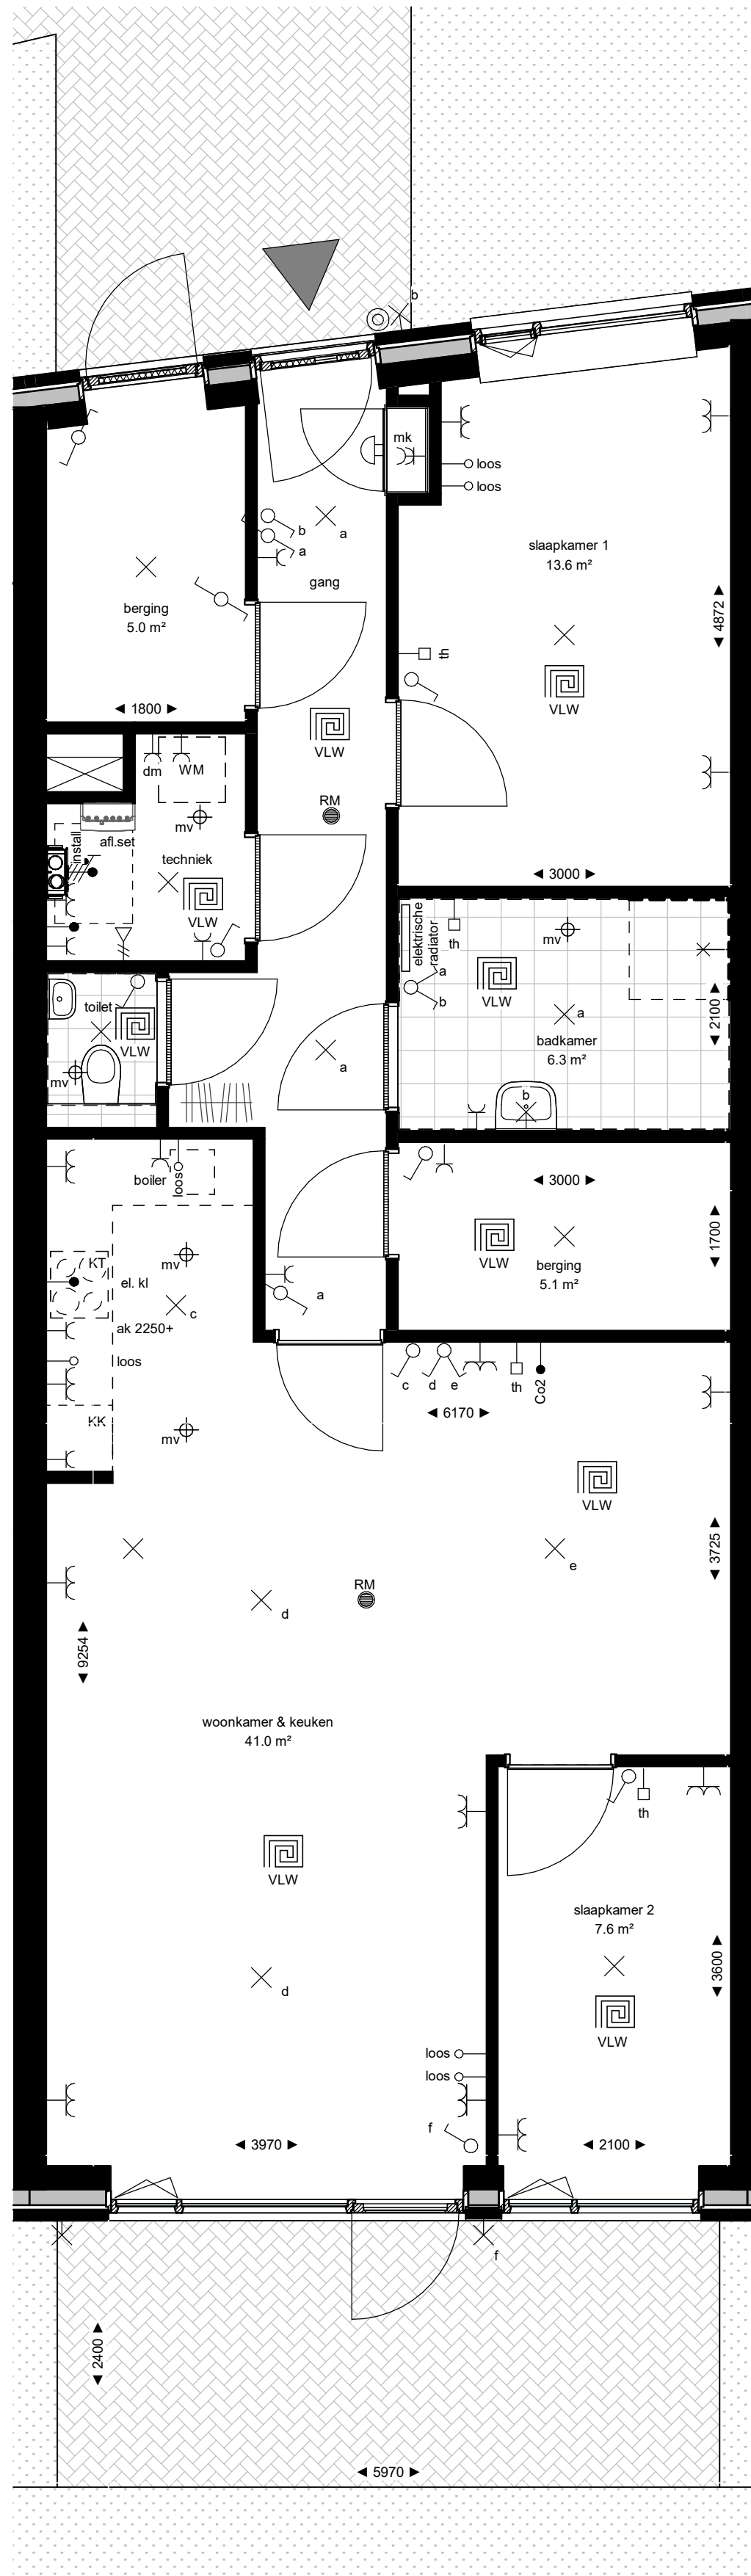 b
mk
loos
loos
b
a
a
gang
slaapkamer 1
13.6 m²
4872
berging
5.0 m²
th
1800
VLW
VLW
dm
WM
RM
mv
install
afl.set
techniek
VLW
3000
elektrische
radiator
th
mv
a
b
VLW
a
badkamer
6.3 m²
2100
toilet
VLW
mv
a
b
boiler
loos
3000
1700
VLW
berging
5.1 m²
KT
mv
el. kl
c
ak 2250+
a
loos
KK
mv
c
d
e
th
Co2
6170
VLW
3725
e
RM
d
9254
woonkamer & keuken
41.0 m²
th
VLW
slaapkamer 2
7.6 m²
3600
d
VLW
loos
loos
f
3970
2100
f
2400
5970